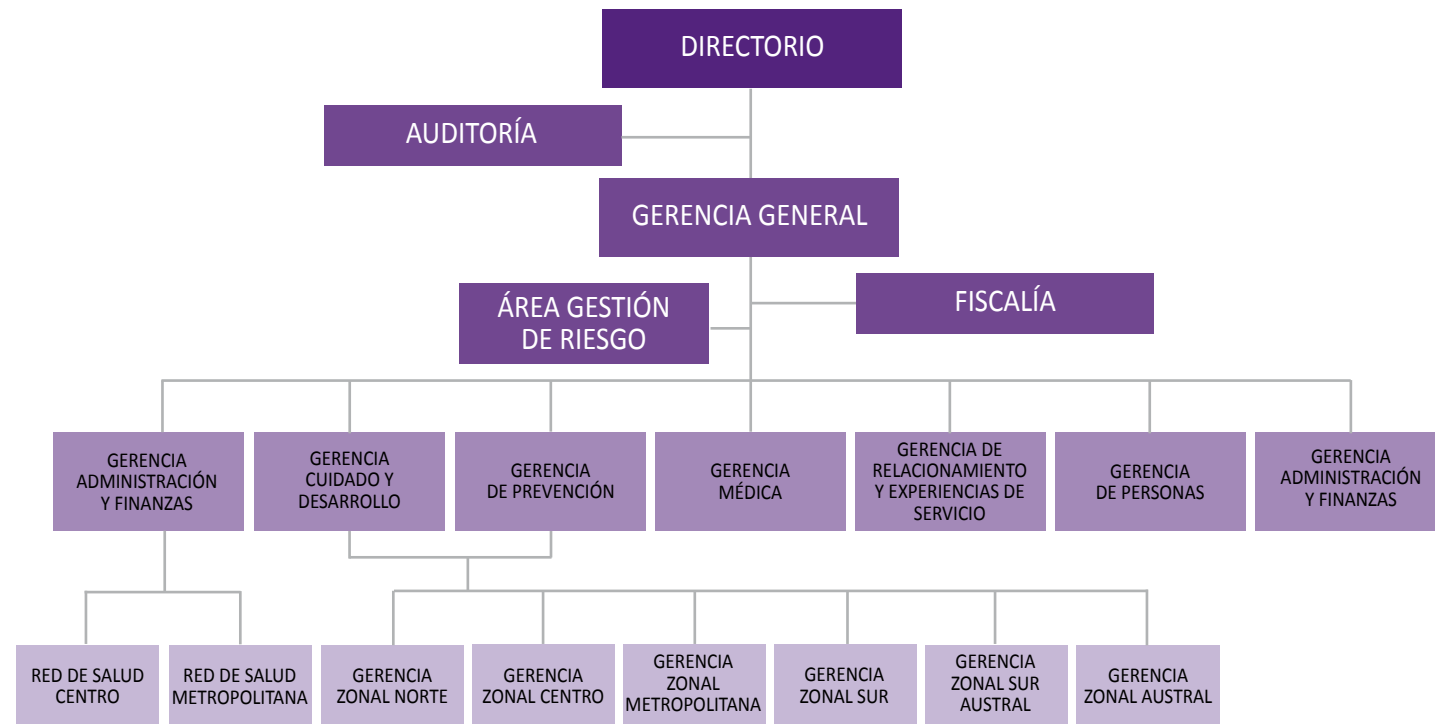 DIRECTORIO
AUDITORÍA
GERENCIA GENERAL
ÁREA GESTIÓN
DE RIESGO
FISCALÍA
GERENCIA
ADMINISTRACIÓN
Y FINANZAS
GERENCIA
CUIDADO Y
DESARROLLO
GERENCIA
DE PREVENCIÓN
GERENCIA
MÉDICA
GERENCIA DE
RELACIONAMIENTO
Y EXPERIENCIAS DE
SERVICIO
GERENCIA
DE PERSONAS
GERENCIA
ADMINISTRACIÓN
Y FINANZAS
RED DE SALUD
CENTRO
RED DE SALUD
METROPOLITANA
GERENCIA
ZONAL NORTE
GERENCIA
ZONAL CENTRO
GERENCIA
ZONAL
METROPOLITANA
GERENCIA
ZONAL SUR
GERENCIA
ZONAL SUR
AUSTRAL
GERENCIA
ZONAL AUSTRAL